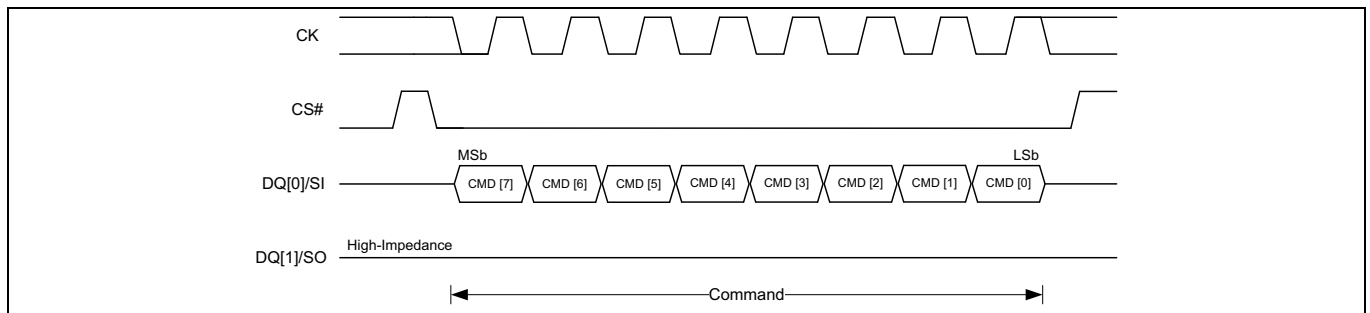 CK
CS#
MSb LSb
DQ[0]/SI CMD [7] CMD [6] CMD [5] CMD [4] CMD [3] CMD [2] CMD [1] CMD [0]
DQ[1]/SO High-Impedance
Command